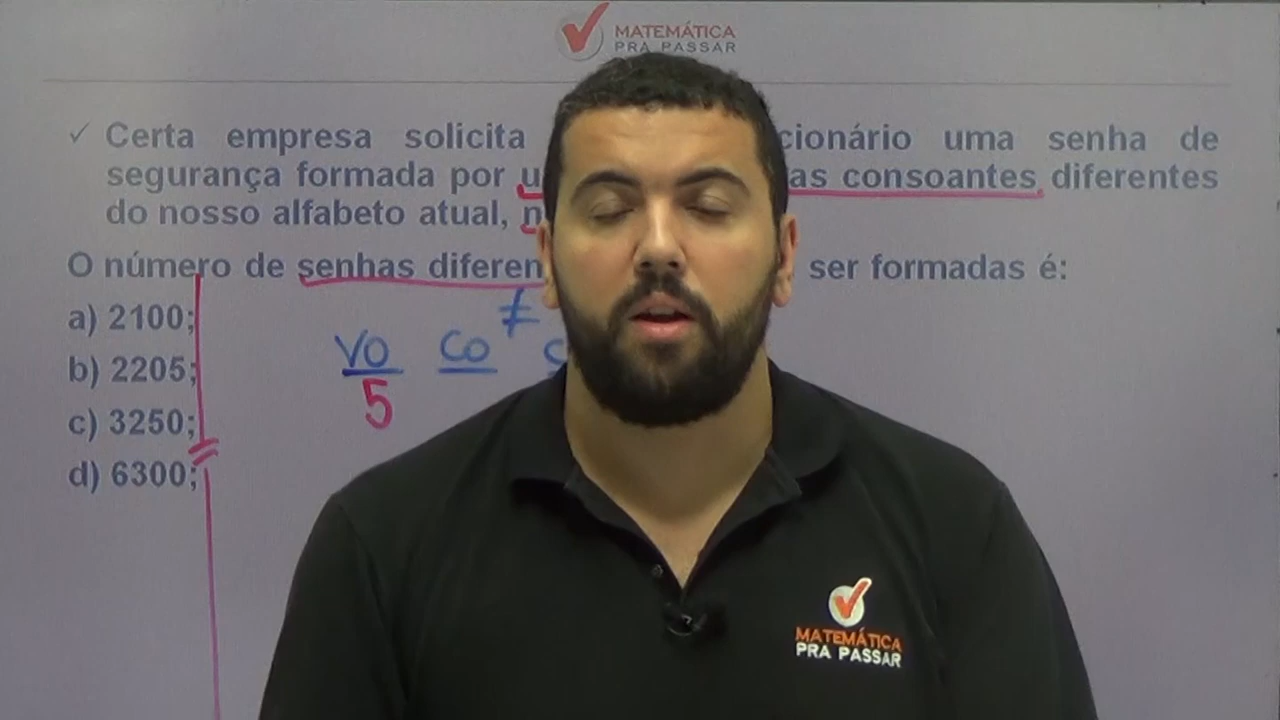 MATEMÁTICA
PRA PASSAR
✓ Certa empresa solicita cionário uma senha de
segurança formada por u as consoantes diferentes
do nosso alfabeto atual, n
O número de senhas diferen ser formadas é:
a) 2100;
b) 2205;
c) 3250;
d) 6300;
≠
VO CO C
5
MATEMÁTICA
PRA PASSAR